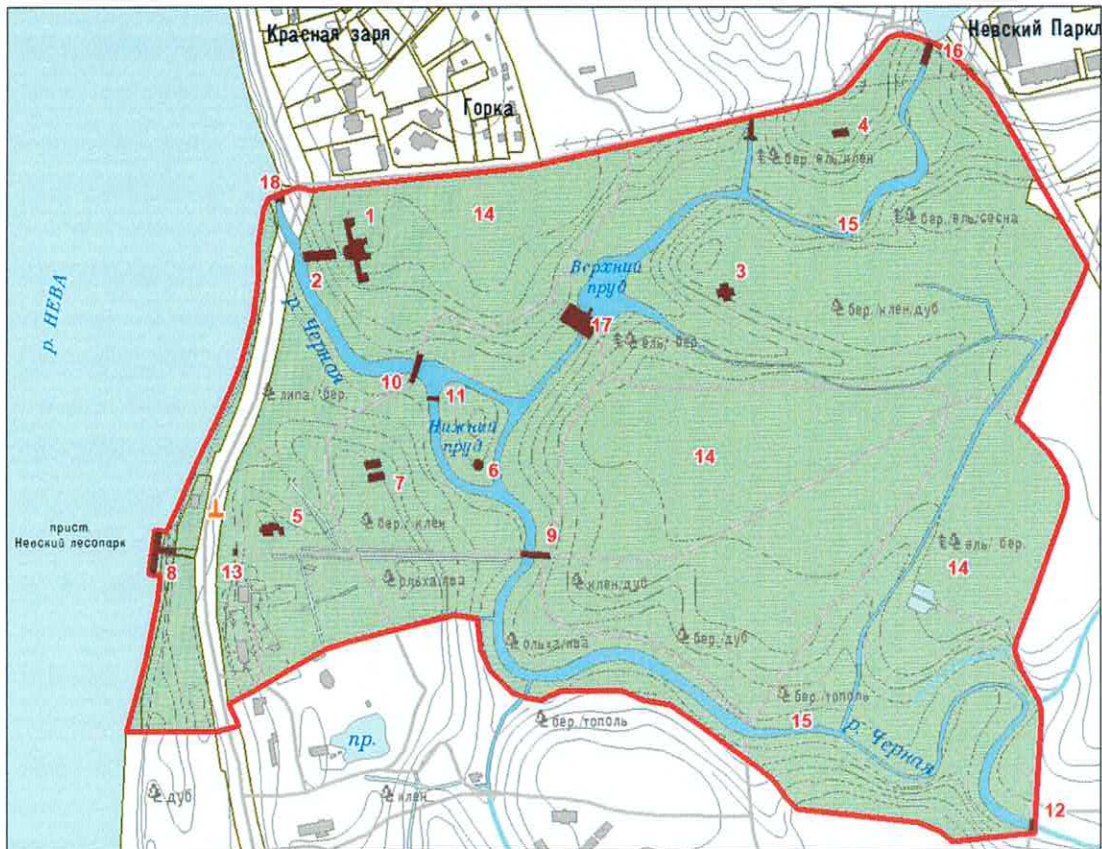 Красная заря
Невский Паркл
16
Горка
4
бер./ель/клен
18
1
14
15
бер./ель/сосна
2
3
Верхний
пруд
р. НЕВА
бер./клен/дуб
р. Черная
17
ель/ бер.
10
11
липа/ бер.
Нижний
пруд
14
6
7
5
бер./ клен
прист.
Невский лесопарк
9
8
13
ель/ бер.
ольха/ива
клен/дуб
14
ольха/ива
бер./дуб
бер./тополь
бер./тополь
15
р. Черная
пр.
дуб
клен
12